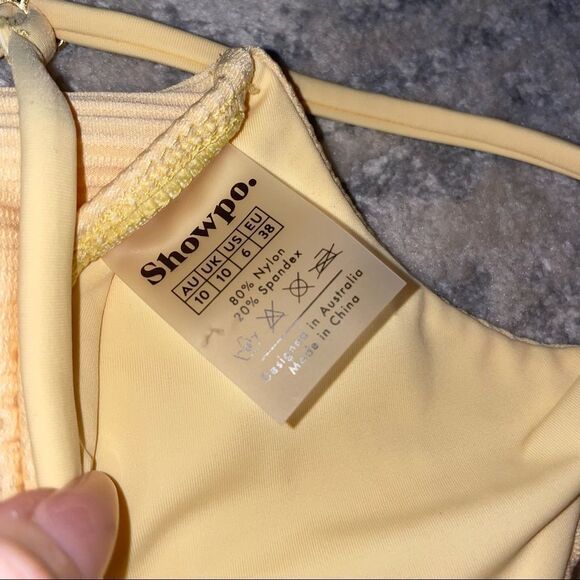 Showpo.
AU UK US EU
10 10 6 38
80% Nylon
20% Spandex
Designed in Australia
Made in China